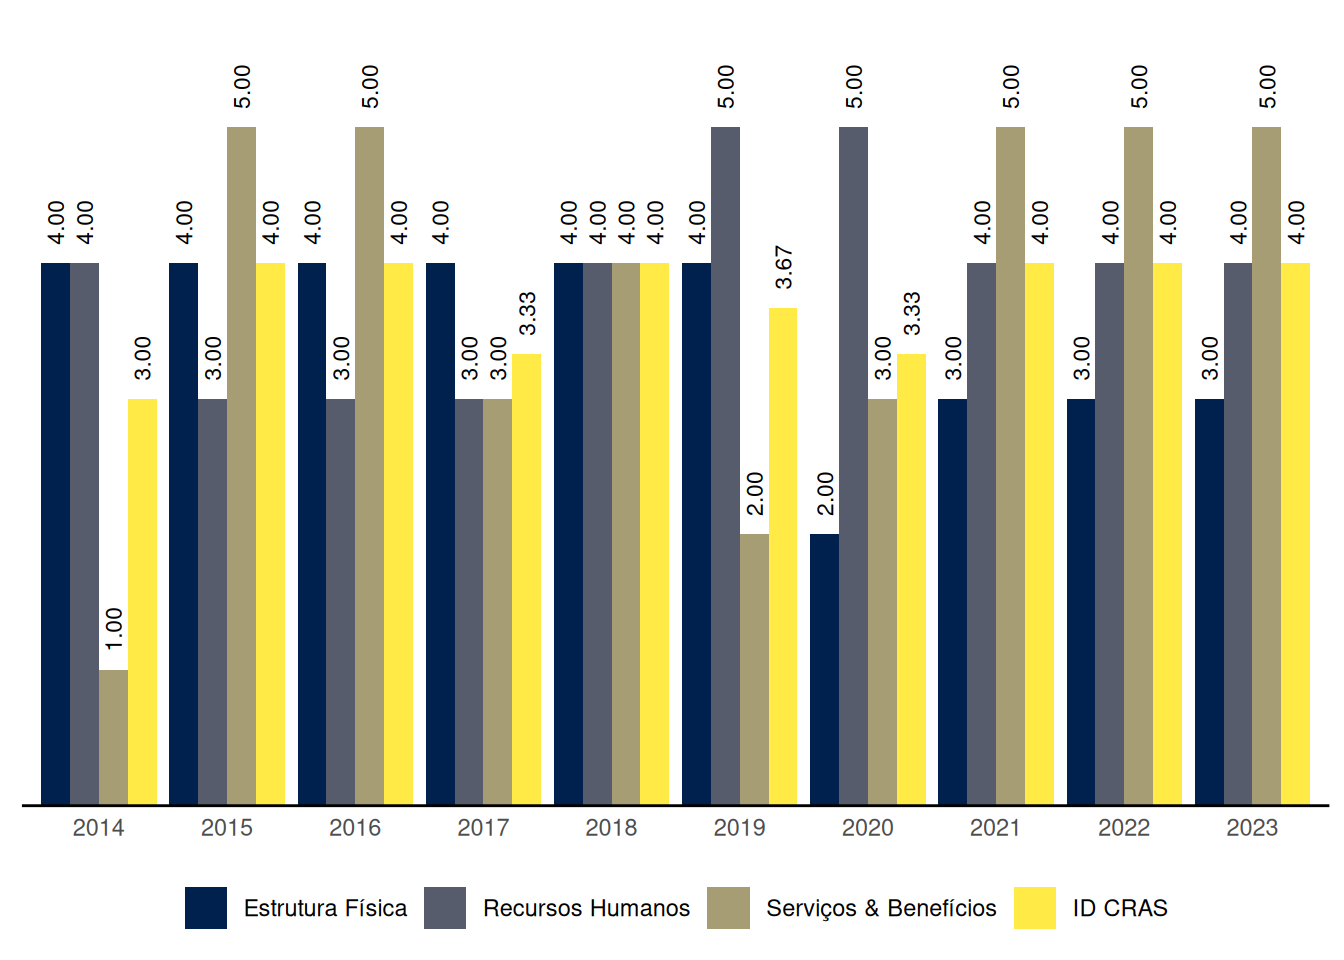 5.00 5.00 5.00 5.00 5.00 5.00 5.00
4.00 4.00 4.00 4.00 4.00 4.00 4.00 4.00 4.00 4.00 4.00 4.00 4.00 4.00 4.00 4.00 4.00 4.00 4.00
3.67
3.33 3.33
3.00 3.00 3.00 3.00 3.00 3.00 3.00 3.00 3.00
2.00 2.00
1.00
2014 2015 2016 2017 2018 2019 2020 2021 2022 2023
Estrutura Física Recursos Humanos Serviços & Benefícios ID CRAS